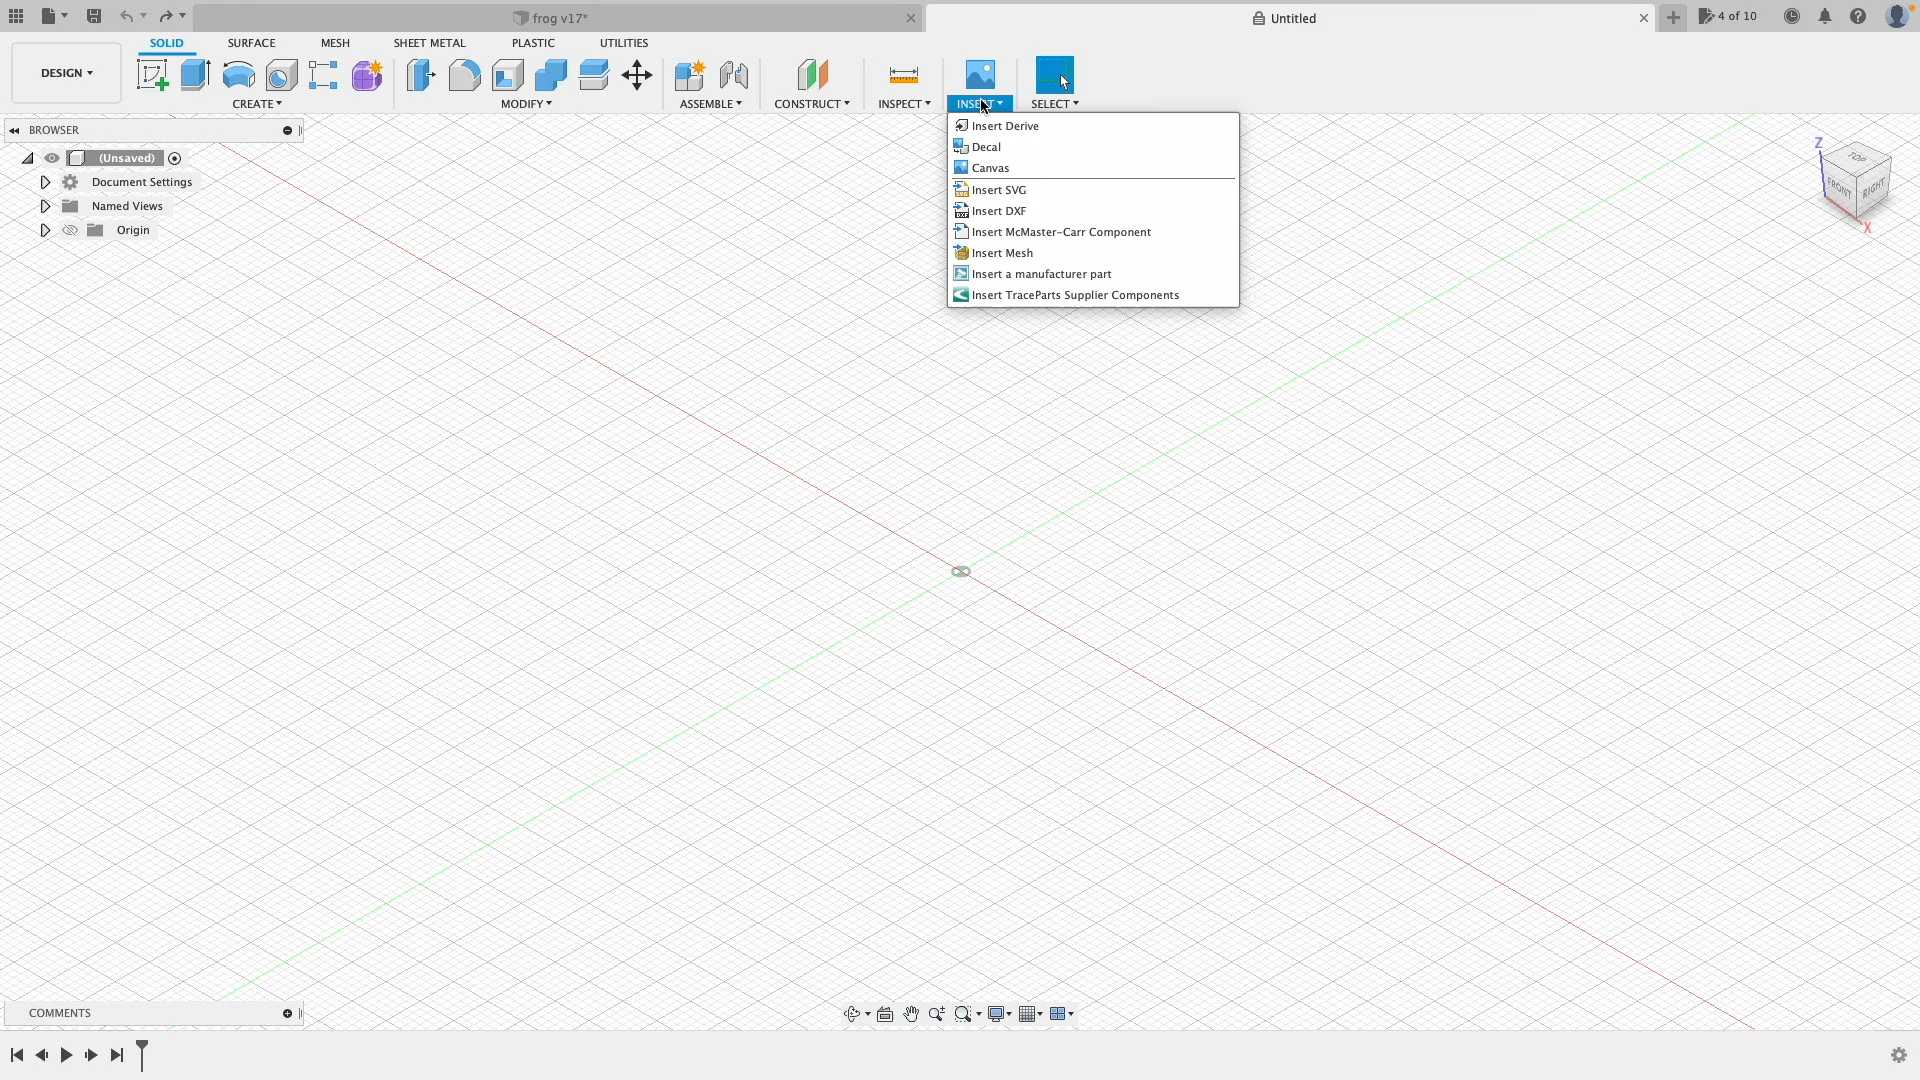 frog v17*
Untitled
4 of 10
DESIGN
SOLID
SURFACE
MESH
SHEET METAL
PLASTIC
UTILITIES
CREATE
MODIFY
ASSEMBLE
CONSTRUCT
INSPECT
INSERT
SELECT
BROWSER
(Unsaved)
Document Settings
Named Views
Origin
Insert Derive
Decal
Canvas
Insert SVG
Insert DXF
Insert McMaster-Carr Component
Insert Mesh
Insert a manufacturer part
Insert TraceParts Supplier Components
Z
TOP
FRONT
RIGHT
X
COMMENTS